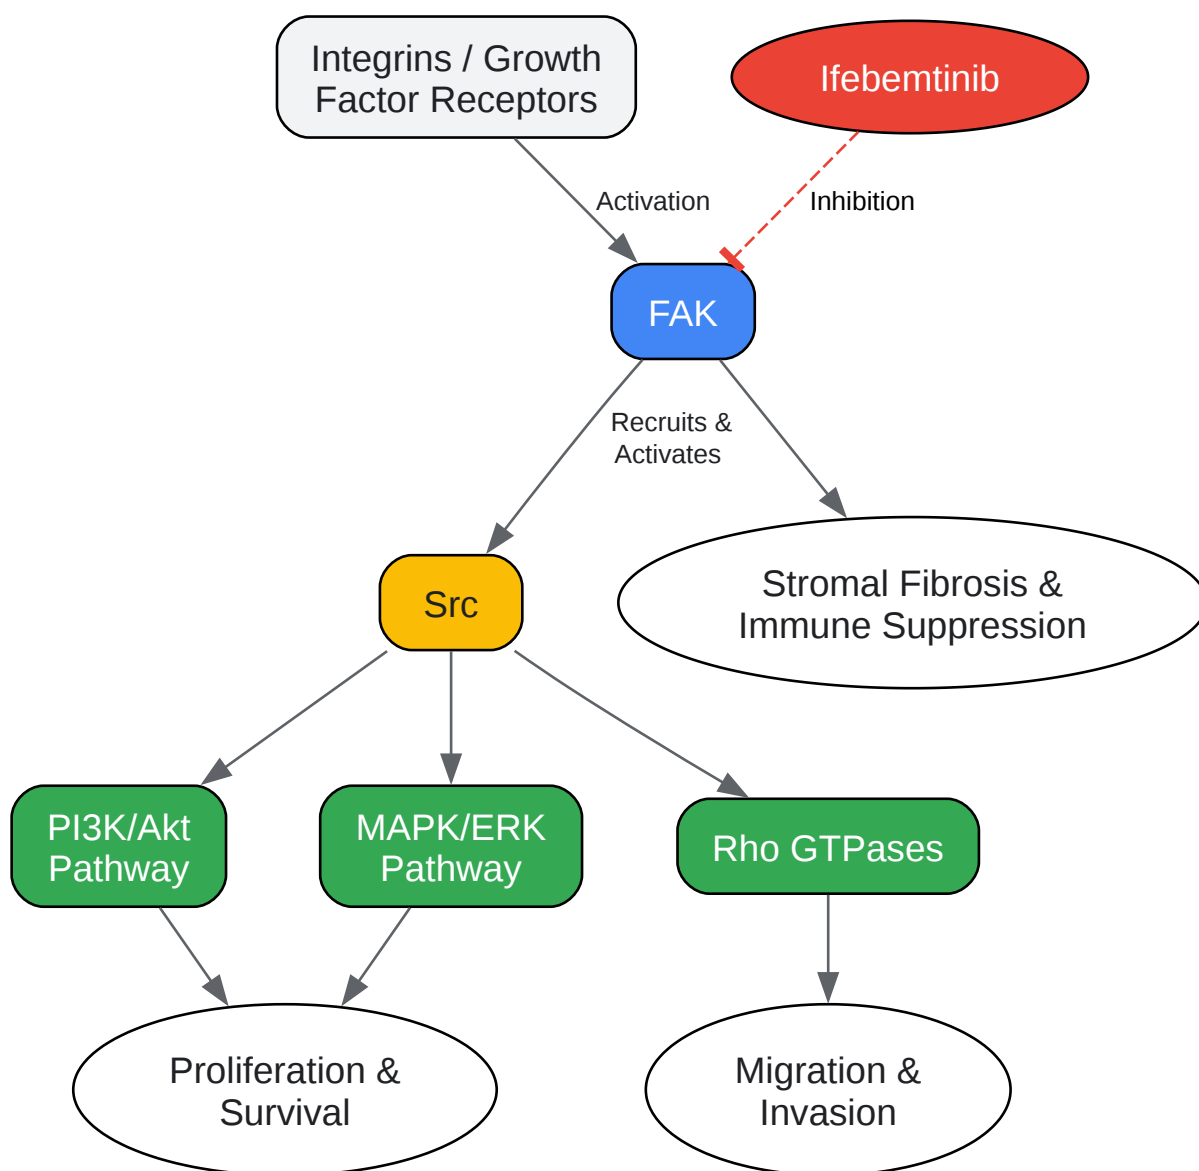 Integrins / Growth
Factor Receptors
Ifebemtinib
Activation
Inhibition
FAK
Recruits &
Activates
Stromal Fibrosis &
Immune Suppression
Src
PI3K/Akt
Pathway
MAPK/ERK
Pathway
Rho GTPases
Proliferation &
Survival
Migration &
Invasion